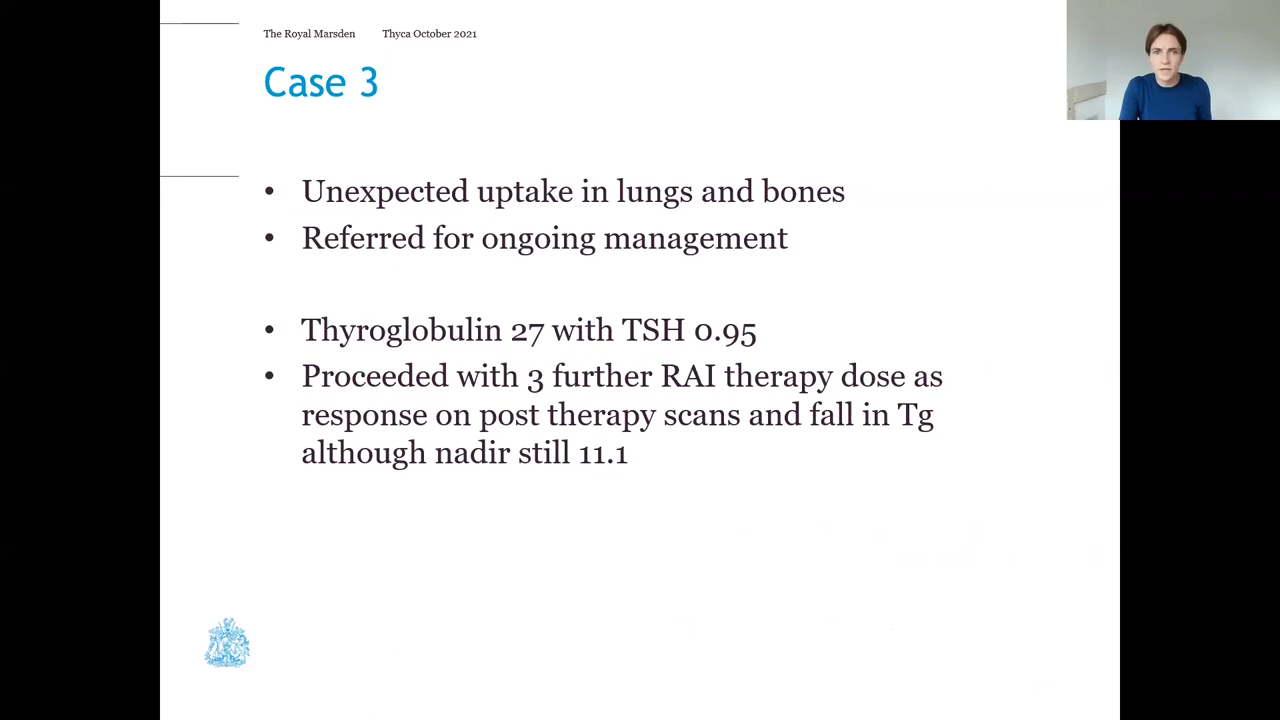 The Royal Marsden Thyca October 2021
Case 3
• Unexpected uptake in lungs and bones
• Referred for ongoing management
• Thyroglobulin 27 with TSH 0.95
• Proceeded with 3 further RAI therapy dose as
response on post therapy scans and fall in Tg
although nadir still 11.1